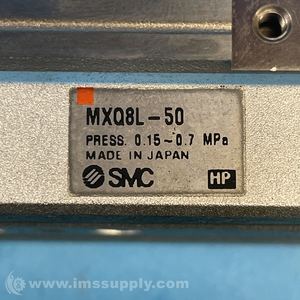 MXQ8L-50
PRESS. 0.15~0.7 MPa
MADE IN JAPAN
SMC HP
© www.imssupply.com